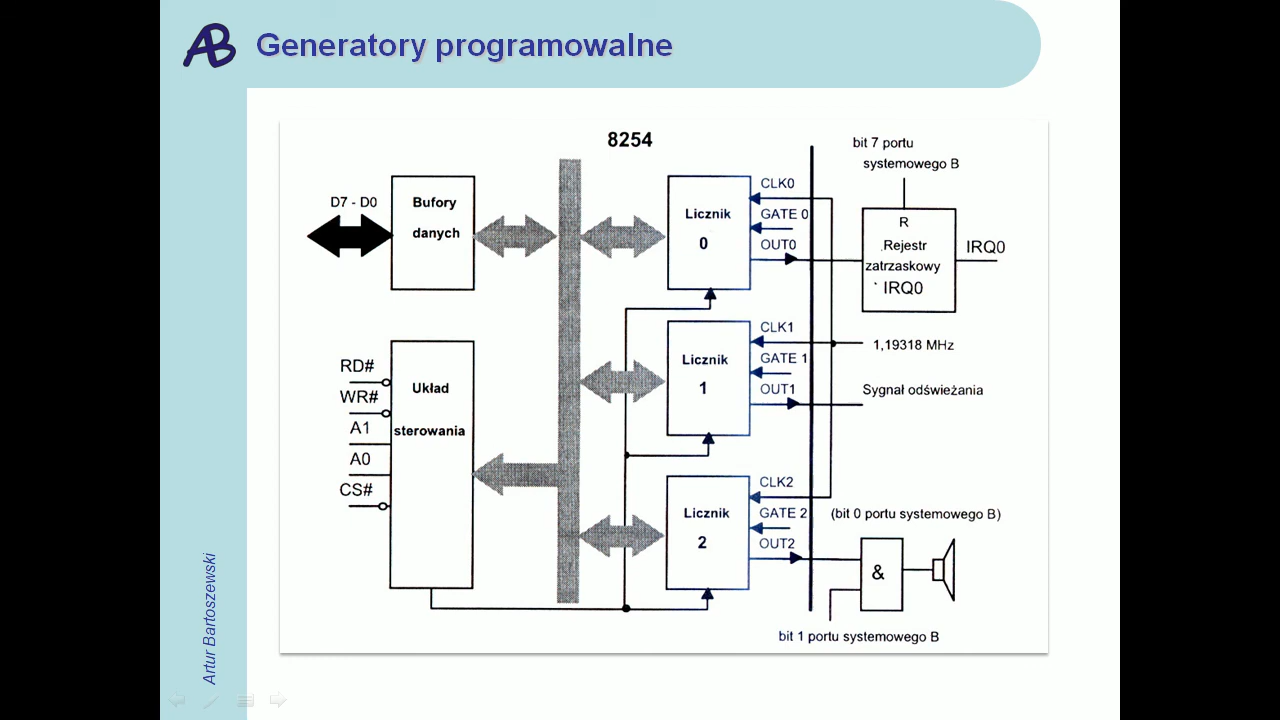 AB
Generatory programowalne
8254
D7 - D0
Bufory
danych
RD#
WR#
A1
A0
CS#
Układ
sterowania
Licznik
0
CLK0
GATE 0
OUT0
Licznik
1
CLK1
GATE 1
OUT1
Licznik
2
CLK2
GATE 2
OUT2
bit 7 portu
systemowego B
R
Rejestr
zatrzaskowy
IRQ0
IRQ0
1,19318 MHz
Sygnał odświeżania
(bit 0 portu systemowego B)
&
bit 1 portu systemowego B
Artur Bartoszewski